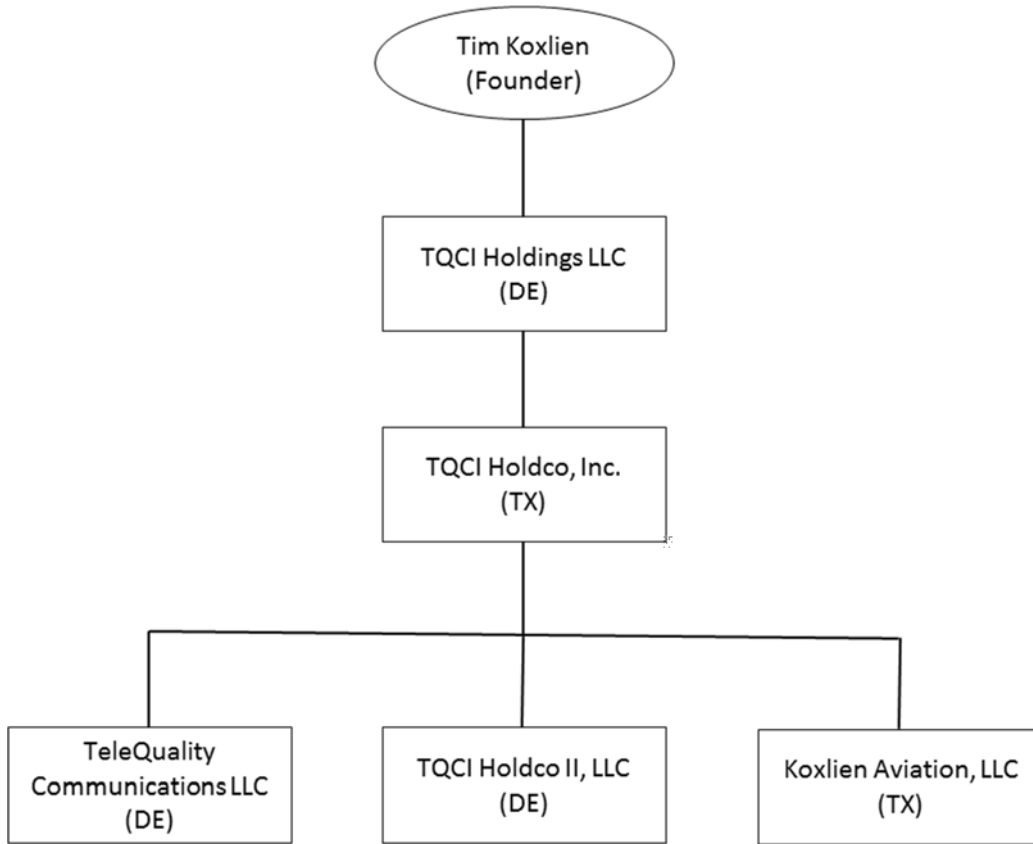 Tim Koxlien
(Founder)
TQCI Holdings LLC
(DE)
TQCI Holdco, Inc.
(TX)
TeleQuality
Communications LLC
(DE)
TQCI Holdco II, LLC
(DE)
Koxlien Aviation, LLC
(TX)